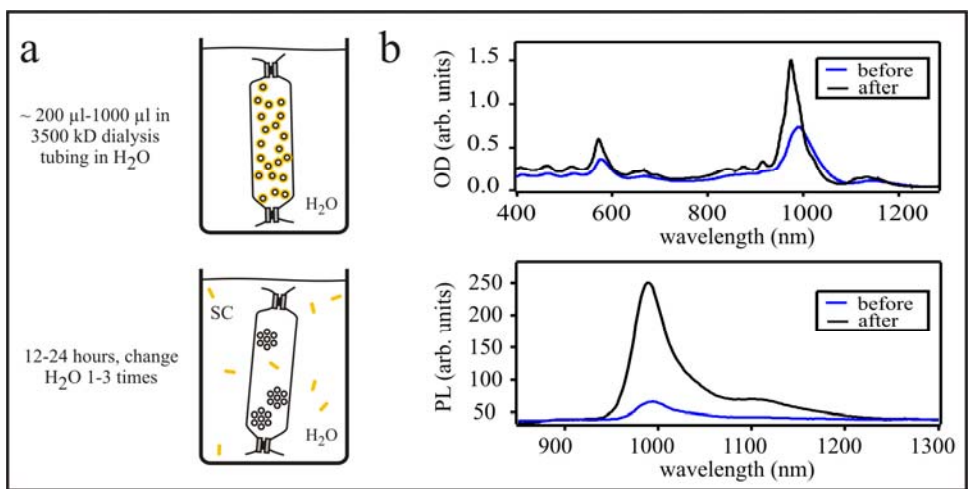 a
~ 200 µl-1000 µl in
3500 kD dialysis
tubing in H₂O
H₂O
12-24 hours, change
H₂O 1-3 times
SC
H₂O
b
OD (arb. units)
1.5
1.0
0.5
0.0
before
after
400 600 800 1000 1200
wavelength (nm)
PL (arb. units)
250
200
150
100
50
before
after
900 1000 1100 1200 1300
wavelength (nm)